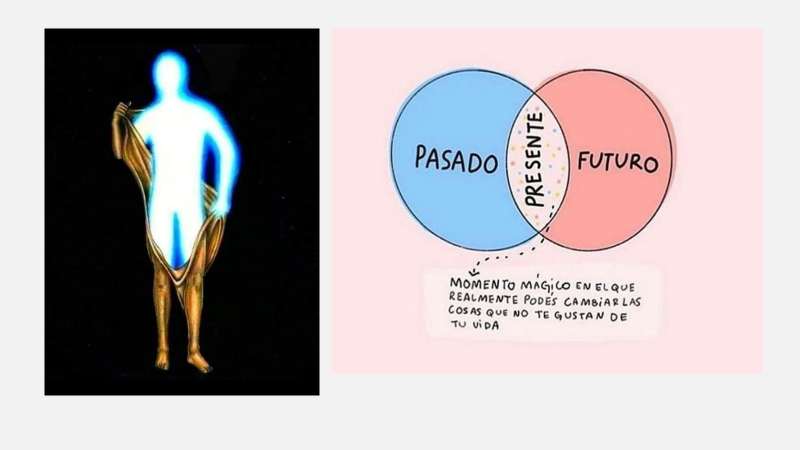 PASADO
PRESENTE
FUTURO
MOMENTO MÁGICO EN EL QUE
REALMENTE PODÉS CAMBIAR LAS
COSAS QUE NO TE GUSTAN DE
TU VIDA